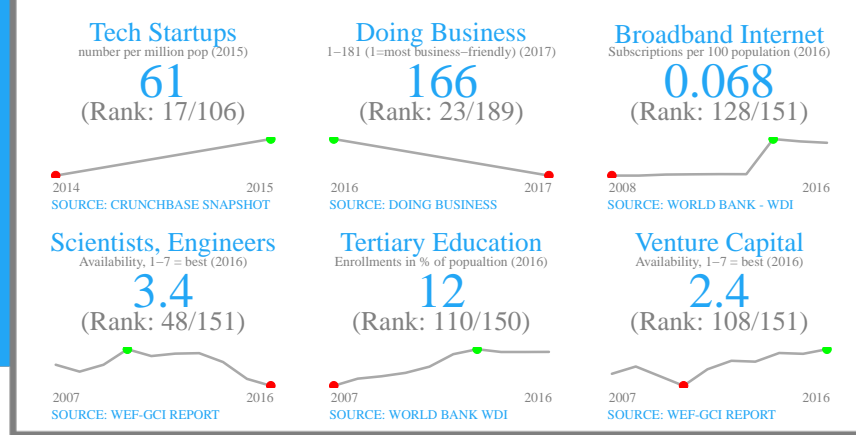 Tech Startups
number per million pop (2015)
61
(Rank: 17/106)
2014 2015
SOURCE: CRUNCHBASE SNAPSHOT
Doing Business
1−181 (1=most business−friendly) (2017)
166
(Rank: 23/189)
2016 2017
SOURCE: DOING BUSINESS
Broadband Internet
Subscriptions per 100 population (2016)
0.068
(Rank: 128/151)
2008 2016
SOURCE: WORLD BANK - WDI
Scientists, Engineers
Availability, 1−7 = best (2016)
3.4
(Rank: 48/151)
2007 2016
SOURCE: WEF-GCI REPORT
Tertiary Education
Enrollments in % of popualtion (2016)
12
(Rank: 110/150)
2007 2016
SOURCE: WORLD BANK WDI
Venture Capital
Availability, 1−7 = best (2016)
2.4
(Rank: 108/151)
2007 2016
SOURCE: WEF-GCI REPORT